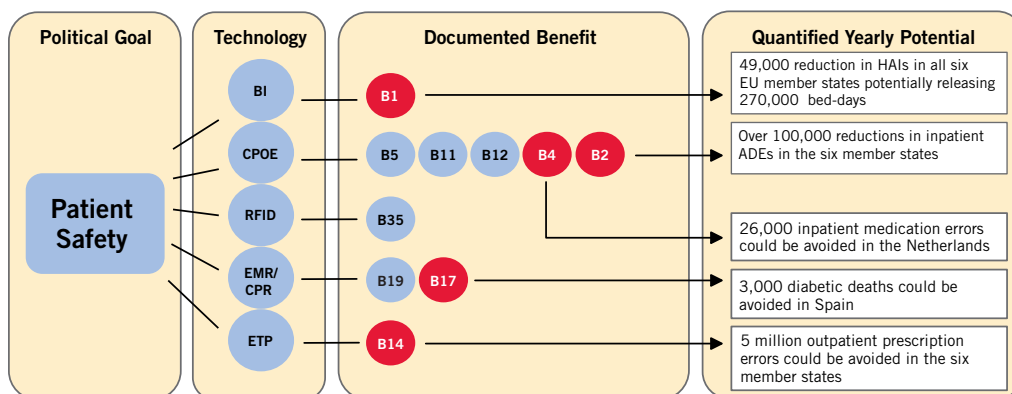 Political Goal
Technology
Documented Benefit
Quantified Yearly Potential
Patient
Safety
BI
CPOE
RFID
EMR/
CPR
ETP
B1
B5 B11 B12 B4 B2
B35
B19 B17
B14
49,000 reduction in HAIs in all six
EU member states potentially releasing
270,000 bed-days
Over 100,000 reductions in inpatient
ADEs in the six member states
26,000 inpatient medication errors
could be avoided in the Netherlands
3,000 diabetic deaths could be
avoided in Spain
5 million outpatient prescription
errors could be avoided in the six
member states